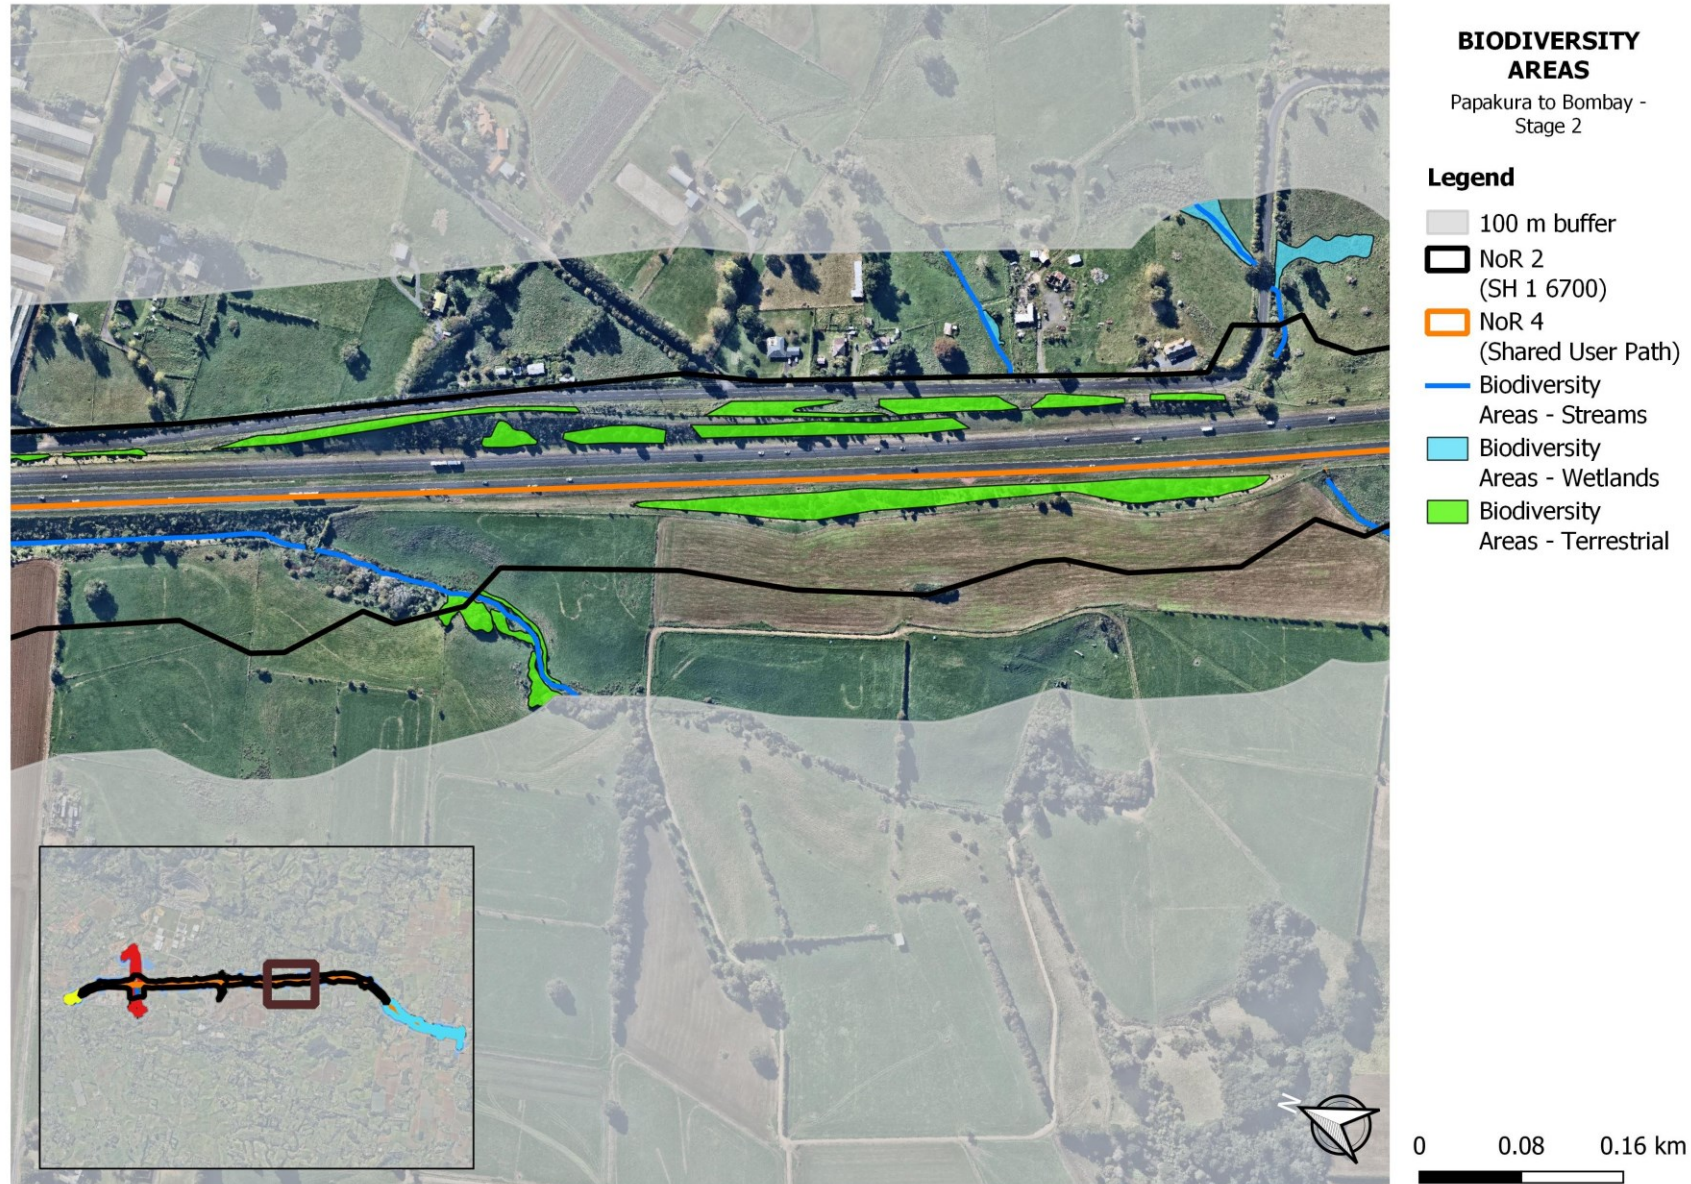 BIODIVERSITY
AREAS
Papakura to Bombay -
Stage 2
Legend
100 m buffer
NoR 2
(SH 1 6700)
NoR 4
(Shared User Path)
Biodiversity
Areas - Streams
Biodiversity
Areas - Wetlands
Biodiversity
Areas - Terrestrial
N
0 0.08 0.16 km